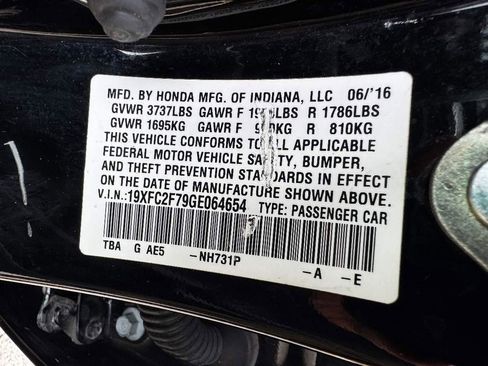 MFD. BY HONDA MFG. OF INDIANA, LLC 06/'16
GVWR 3737LBS GAWR F LBS R 1786LBS
GVWR 1695KG GAWR F KG R 810KG
THIS VEHICLE CONFORMS TO ALL APPLICABLE
FEDERAL MOTOR VEHICLE SAFETY, BUMPER,
AND THEFT PREVENTION STANDARDS IN EFFECT
ON THE DATE OF MANUFACTURE SHOWN ABOVE.
V.I.N.:19XFC2F79GE064654 TYPE: PASSENGER CAR
TBA G AE5 -NH731P -A -E